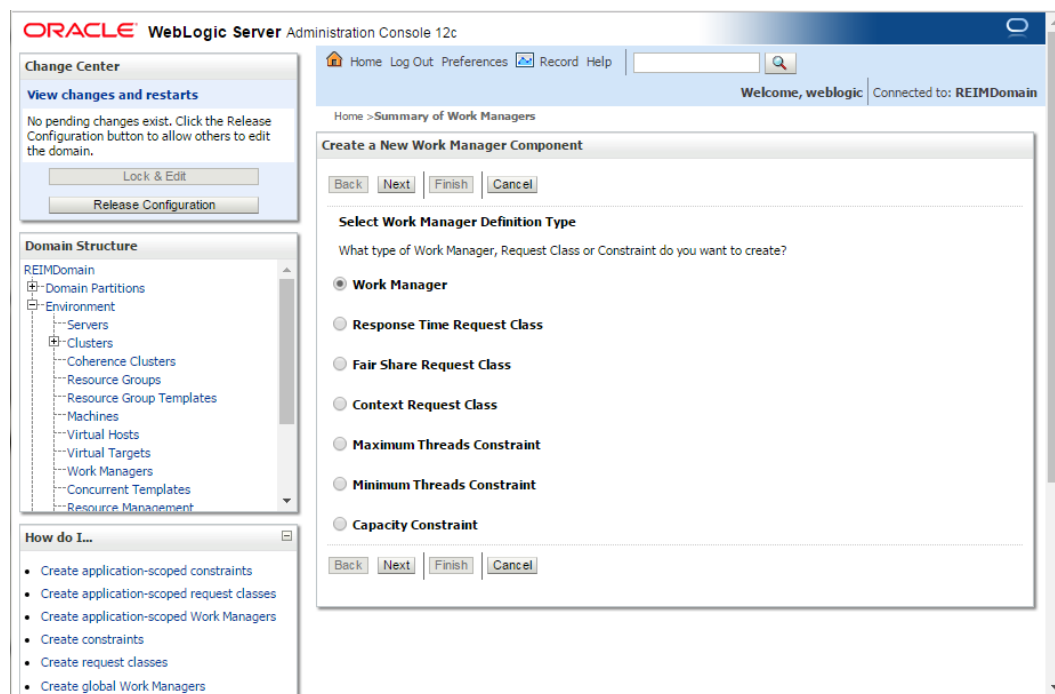 ORACLE WebLogic Server Administration Console 12c
Change Center
View changes and restarts
No pending changes exist. Click the Release
Configuration button to allow others to edit
the domain.
Lock & Edit
Release Configuration
Domain Structure
REIMDomain
Domain Partitions
Environment
Servers
Clusters
Coherence Clusters
Resource Groups
Resource Group Templates
Machines
Virtual Hosts
Virtual Targets
Work Managers
Concurrent Templates
Resource Management
How do I...
Create application-scoped constraints
Create application-scoped request classes
Create application-scoped Work Managers
Create constraints
Create request classes
Create global Work Managers
Home Log Out Preferences Record Help
Welcome, weblogic Connected to: REIMDomain
Home >Summary of Work Managers
Create a New Work Manager Component
Back Next Finish Cancel
Select Work Manager Definition Type
What type of Work Manager, Request Class or Constraint do you want to create?
Work Manager
Response Time Request Class
Fair Share Request Class
Context Request Class
Maximum Threads Constraint
Minimum Threads Constraint
Capacity Constraint
Back Next Finish Cancel